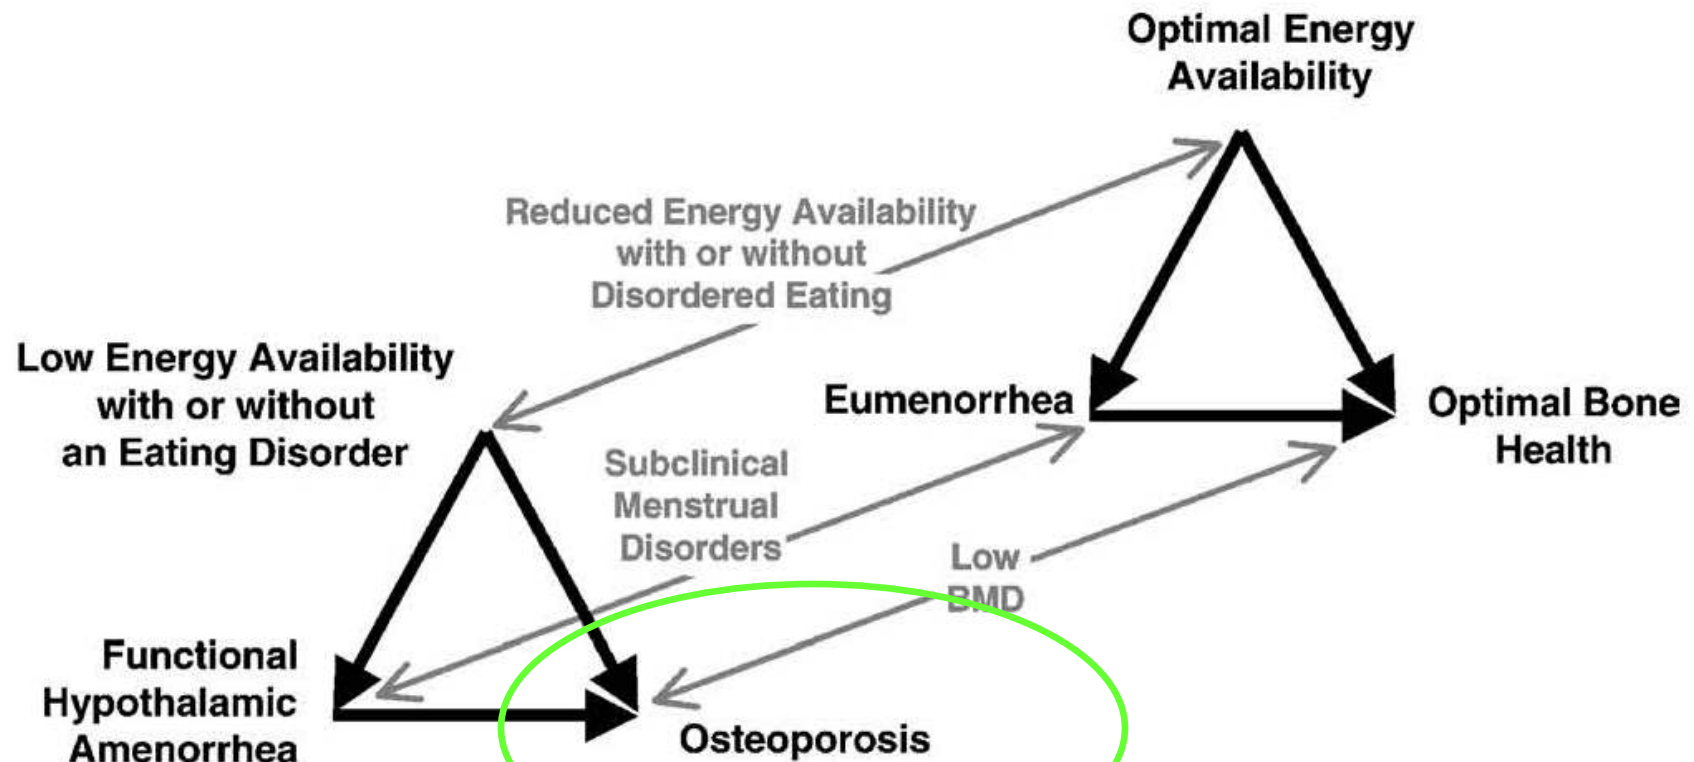 Optimal Energy
Availability
Reduced Energy Availability
with or without
Disordered Eating
Low Energy Availability
with or without
an Eating Disorder
Eumenorrhea
Optimal Bone
Health
Subclinical
Menstrual
Disorders
Low
BMD
Functional
Hypothalamic
Amenorrhea
Osteoporosis